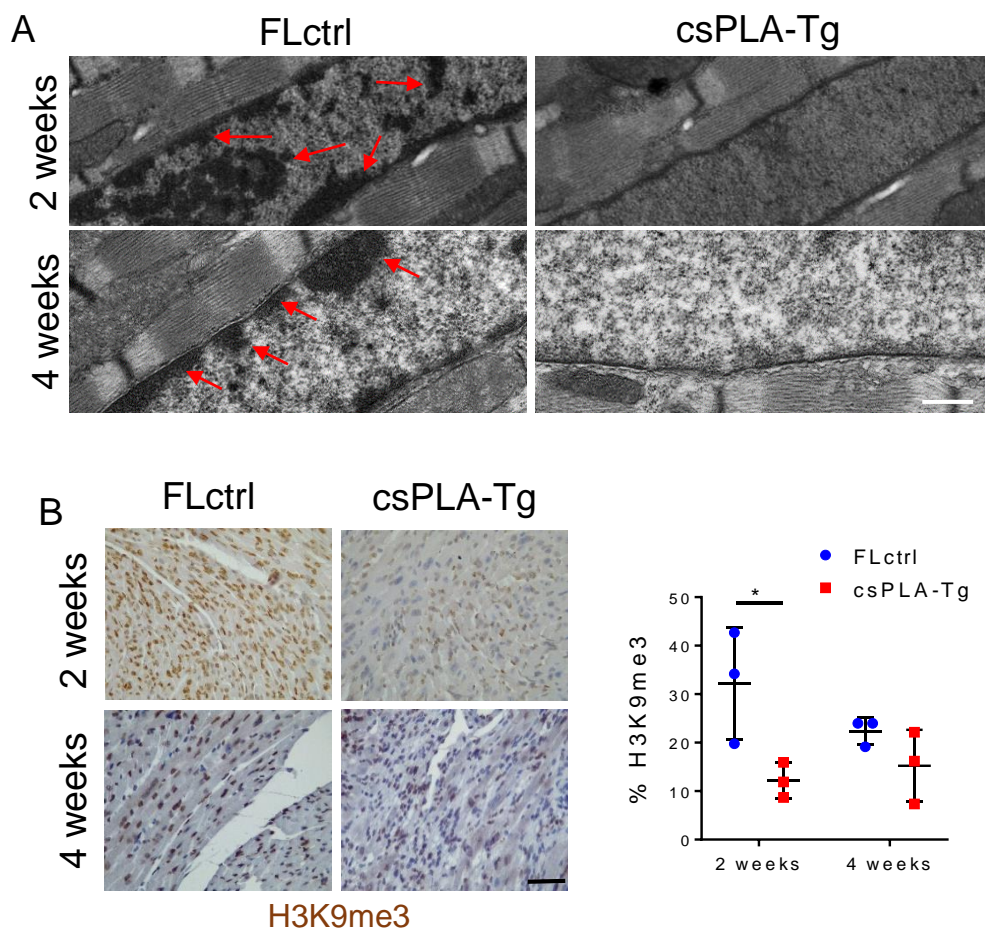 A
FLctrl
csPLA-Tg
2 weeks
4 weeks
B
FLctrl
csPLA-Tg
2 weeks
4 weeks
H3K9me3
FLctrl
csPLA-Tg
*
% H3K9me3
50
40
30
20
10
0
2 weeks
4 weeks